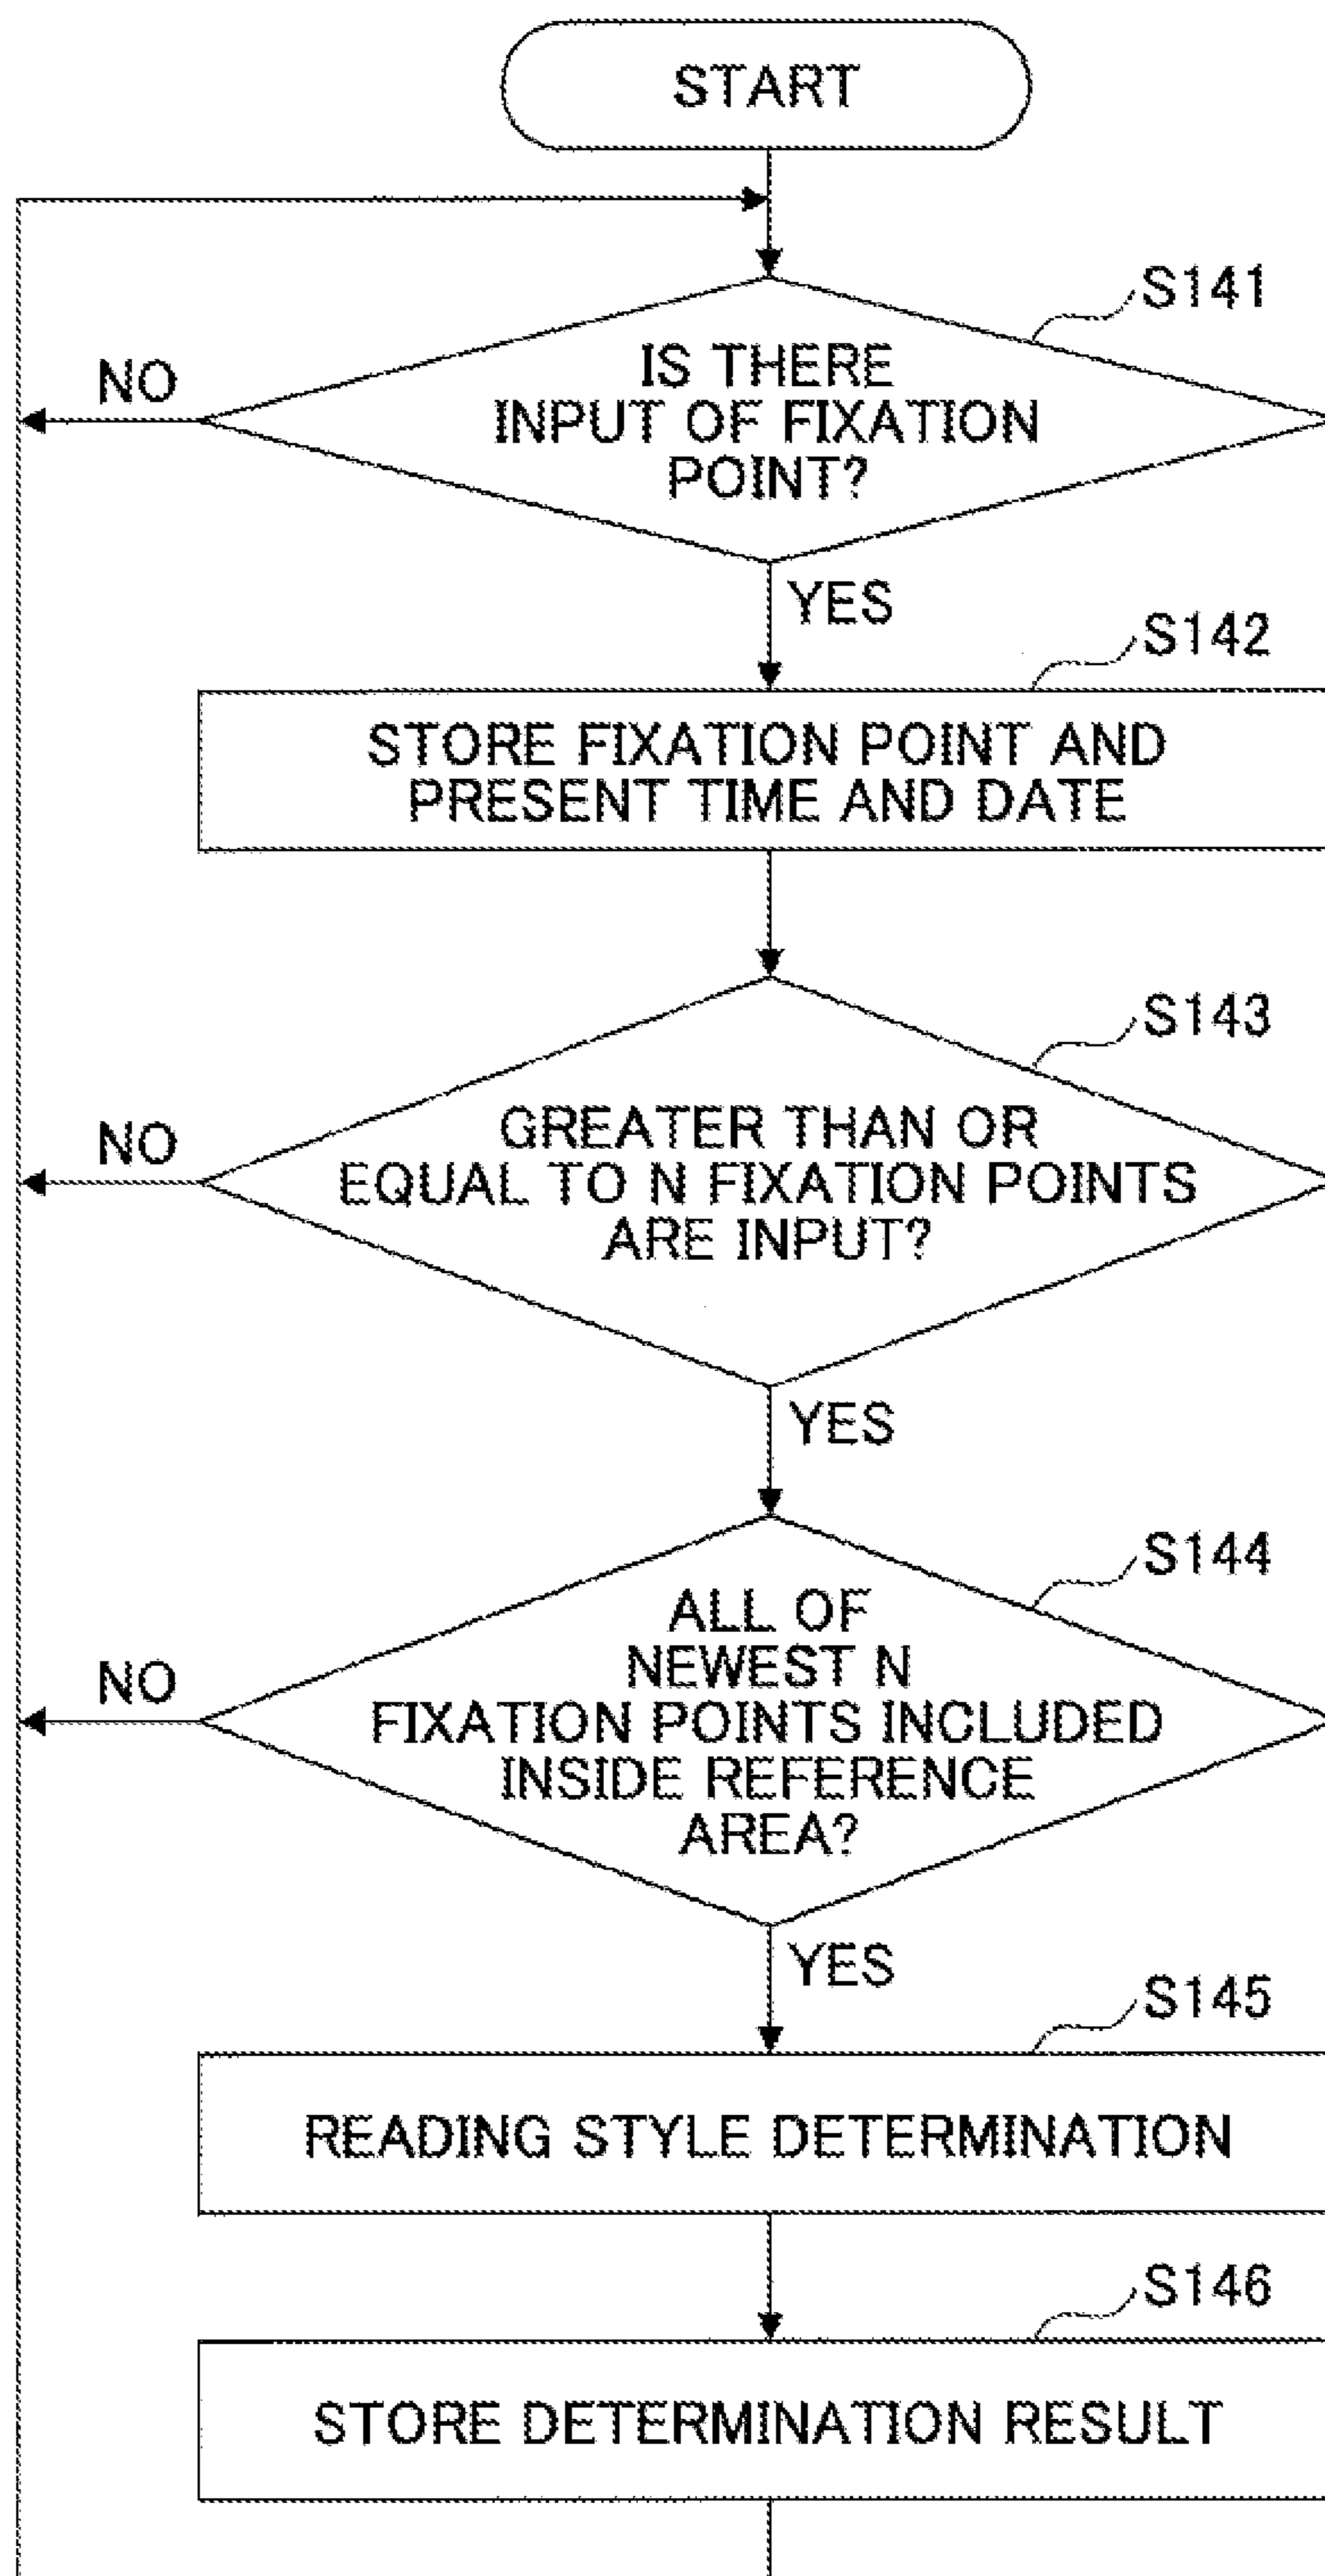 START
S141
IS THERE
INPUT OF FIXATION
POINT?
NO
YES
S142
STORE FIXATION POINT AND
PRESENT TIME AND DATE
S143
GREATER THAN OR
EQUAL TO N FIXATION POINTS
ARE INPUT?
NO
YES
S144
ALL OF
NEWEST N
FIXATION POINTS INCLUDED
INSIDE REFERENCE
AREA?
NO
YES
S145
READING STYLE DETERMINATION
S146
STORE DETERMINATION RESULT